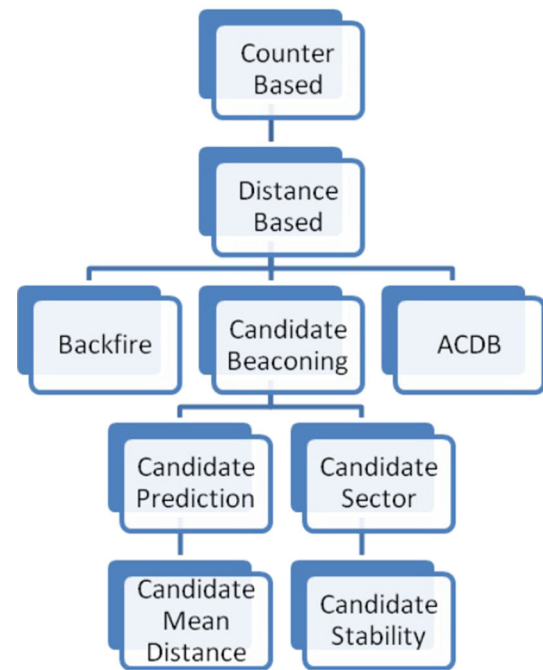 Counter
Based
Distance
Based
Backfire
Candidate
Beaconing
ACDB
Candidate
Prediction
Candidate
Sector
Candidate
Mean
Distance
Candidate
Stability